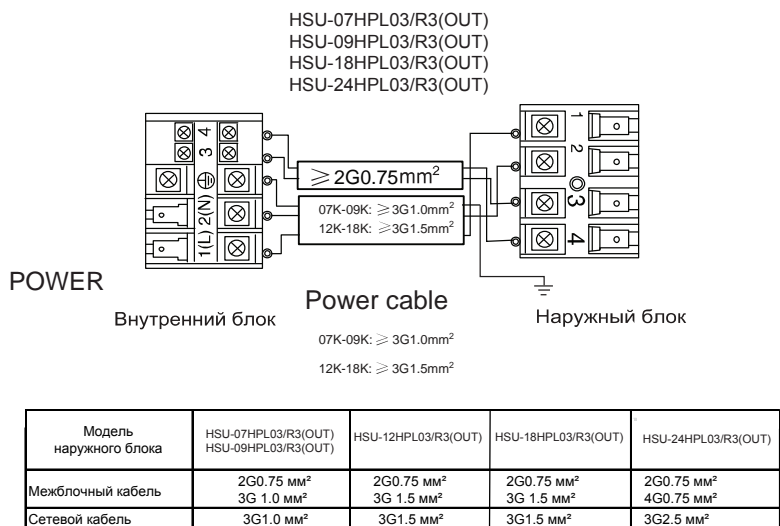 HSU-07HPL03/R3(OUT)
HSU-09HPL03/R3(OUT)
HSU-18HPL03/R3(OUT)
HSU-24HPL03/R3(OUT)
3 4
1(L) 2(N)
≥ 2G0.75mm²
07K-09K: ≥3G1.0mm²
12K-18K: ≥3G1.5mm²
1
2
3
4
POWER
Внутренний блок
Power cable
Наружный блок
07K-09K: ≥ 3G1.0mm²
12K-18K: ≥ 3G1.5mm²
Модель наружного блока HSU-07HPL03/R3(OUT) HSU-09HPL03/R3(OUT) HSU-12HPL03/R3(OUT) HSU-18HPL03/R3(OUT) HSU-24HPL03/R3(OUT)
Межблочный кабель 2G0.75 мм² 3G 1.0 мм² 2G0.75 мм² 3G 1.5 мм² 2G0.75 мм² 3G 1.5 мм² 2G0.75 мм² 4G0.75 мм²
Сетевой кабель 3G1.0 мм² 3G1.5 мм² 3G1.5 мм² 3G2.5 мм²